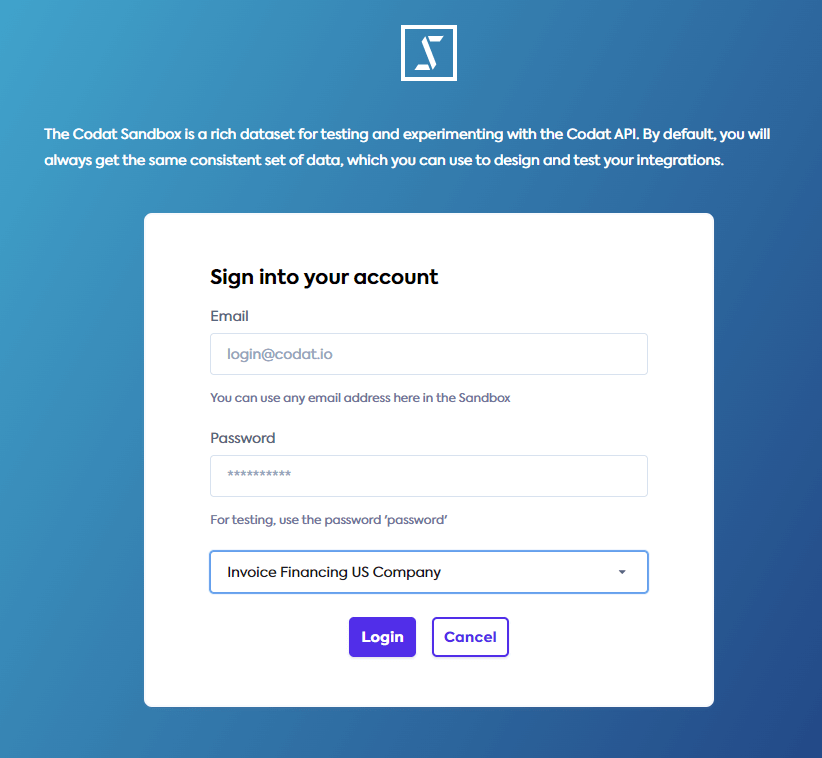 The Codat Sandbox is a rich dataset for testing and experimenting with the Codat API. By default, you will
always get the same consistent set of data, which you can use to design and test your integrations.
Sign into your account
Email
login@codat.io
You can use any email address here in the Sandbox
Password
**********
For testing, use the password 'password'
Invoice Financing US Company
Login Cancel